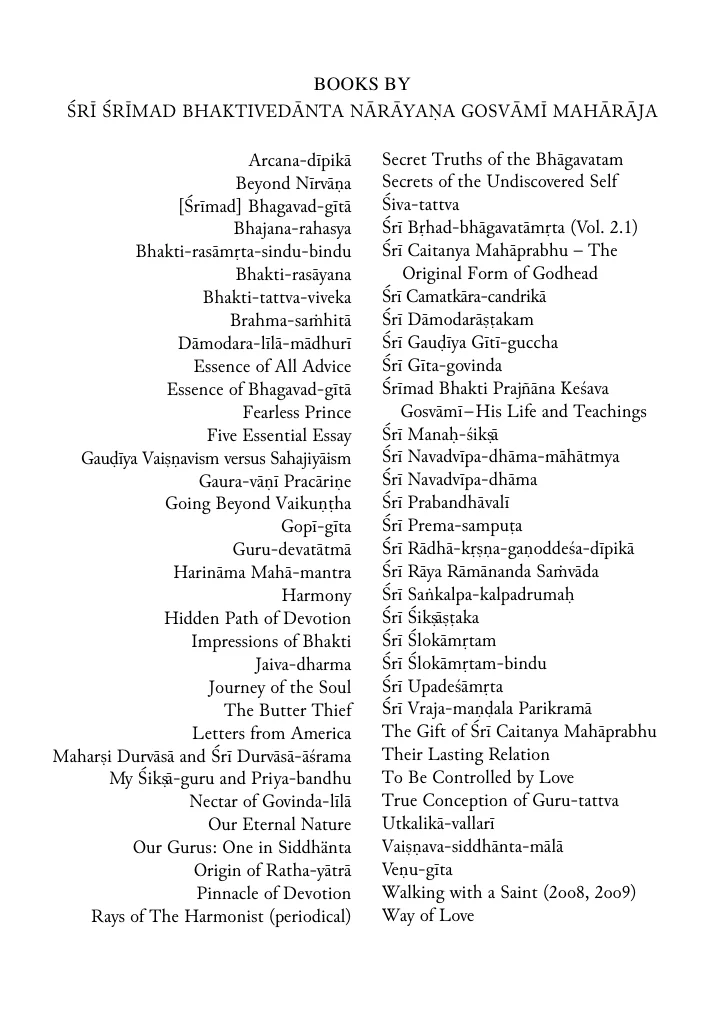 BOOKS BY
ŚRĪ ŚRĪMAD BHAKTIVEDĀNTA NĀRĀYAṆA GOSVĀMĪ MAHĀRĀJA
Arcana-dīpikā
Beyond Nīrvāṇa
[Śrīmad] Bhagavad-gītā
Bhajana-rahasya
Bhakti-rasāmṛta-sindu-bindu
Bhakti-rasāyana
Bhakti-tattva-viveka
Brahma-saṁhitā
Dāmodara-līlā-mādhurī
Essence of All Advice
Essence of Bhagavad-gītā
Fearless Prince
Five Essential Essay
Gauḍīya Vaiṣṇavism versus Sahajiyāism
Gaura-vāṇī Pracāriṇe
Going Beyond Vaikuṇṭha
Gopī-gīta
Guru-devatātmā
Harināma Mahā-mantra
Harmony
Hidden Path of Devotion
Impressions of Bhakti
Jaiva-dharma
Journey of the Soul
The Butter Thief
Letters from America
Maharṣi Durvāsā and Śrī Durvāsā-āśrama
My Śikṣā-guru and Priya-bandhu
Nectar of Govinda-līlā
Our Eternal Nature
Our Gurus: One in Siddhänta
Origin of Ratha-yātrā
Pinnacle of Devotion
Rays of The Harmonist (periodical)
Secret Truths of the Bhāgavatam
Secrets of the Undiscovered Self
Śiva-tattva
Śrī Bṛhad-bhāgavatāmṛta (Vol. 2.1)
Śrī Caitanya Mahāprabhu – The
Original Form of Godhead
Śrī Camatkāra-candrikā
Śrī Dāmodarāṣṭakam
Śrī Gauḍīya Gītī-guccha
Śrī Gīta-govinda
Śrīmad Bhakti Prajñāna Keśava
Gosvāmī–His Life and Teachings
Śrī Manaḥ-śikṣā
Śrī Navadvīpa-dhāma-māhātmya
Śrī Navadvīpa-dhāma
Śrī Prabandhāvalī
Śrī Prema-sampuṭa
Śrī Rādhā-kṛṣṇa-gaṇoddeśa-dīpikā
Śrī Rāya Rāmānanda Saṁvāda
Śrī Saṅkalpa-kalpadrumaḥ
Śrī Śikṣāṣṭaka
Śrī Ślokāmṛtam
Śrī Ślokāmṛtam-bindu
Śrī Upadeśāmṛta
Śrī Vraja-maṇḍala Parikramā
The Gift of Śrī Caitanya Mahāprabhu
Their Lasting Relation
To Be Controlled by Love
True Conception of Guru-tattva
Utkalikā-vallarī
Vaiṣṇava-siddhānta-mālā
Veṇu-gīta
Walking with a Saint (2008, 2009)
Way of Love